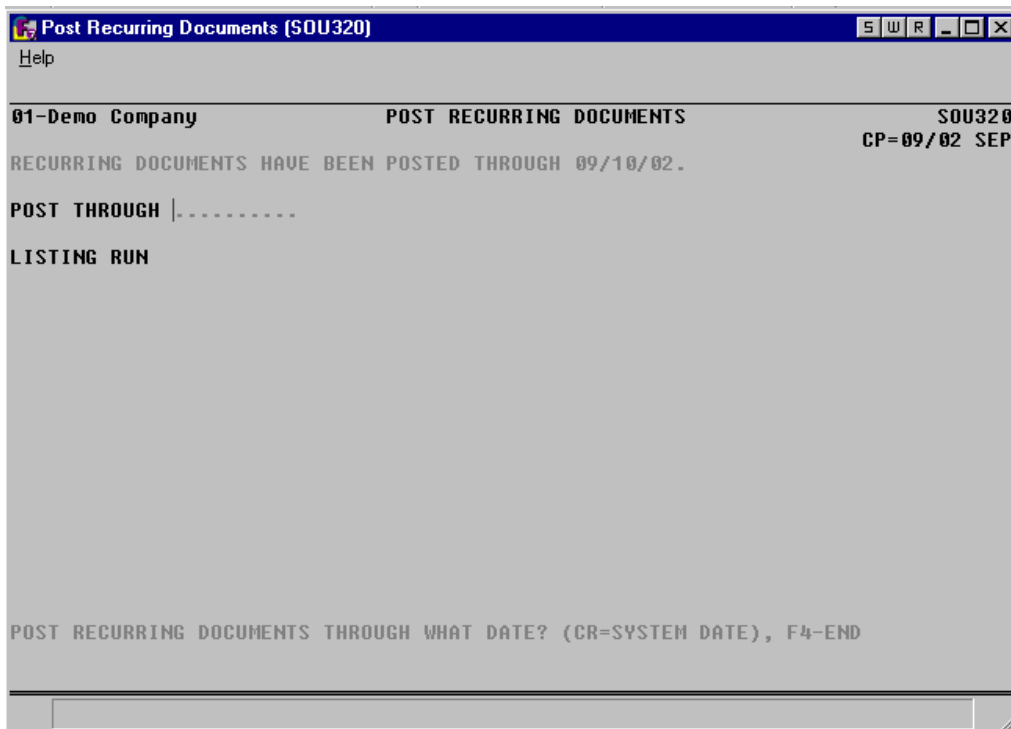 Post Recurring Documents (SOU320) S W R
Help
01-Demo Company POST RECURRING DOCUMENTS SOU320
CP=09/02 SEP
RECURRING DOCUMENTS HAVE BEEN POSTED THROUGH 09/10/02.
POST THROUGH ..........
LISTING RUN
POST RECURRING DOCUMENTS THROUGH WHAT DATE? (CR=SYSTEM DATE), F4-END